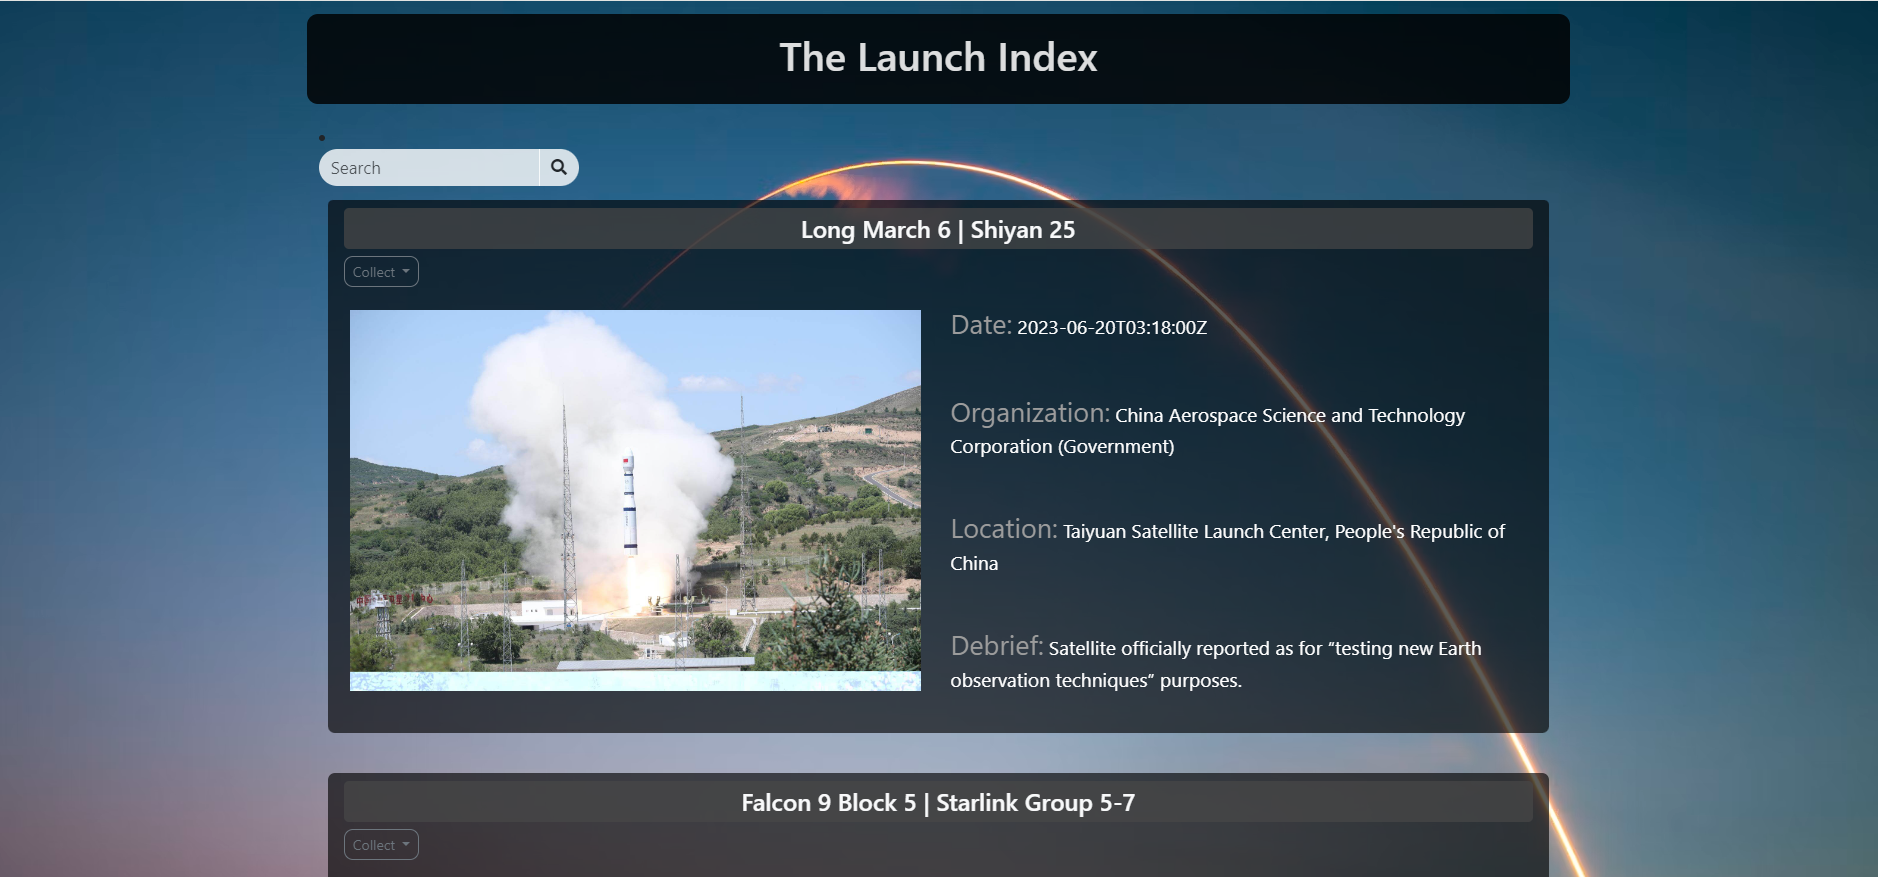 The Launch Index
Search
Long March 6 | Shiyan 25
Collect
Date: 2023-06-20T03:18:00Z
Organization: China Aerospace Science and Technology
Corporation (Government)
Location: Taiyuan Satellite Launch Center, People's Republic of
China
Debrief: Satellite officially reported as for “testing new Earth
observation techniques” purposes.
Falcon 9 Block 5 | Starlink Group 5-7
Collect